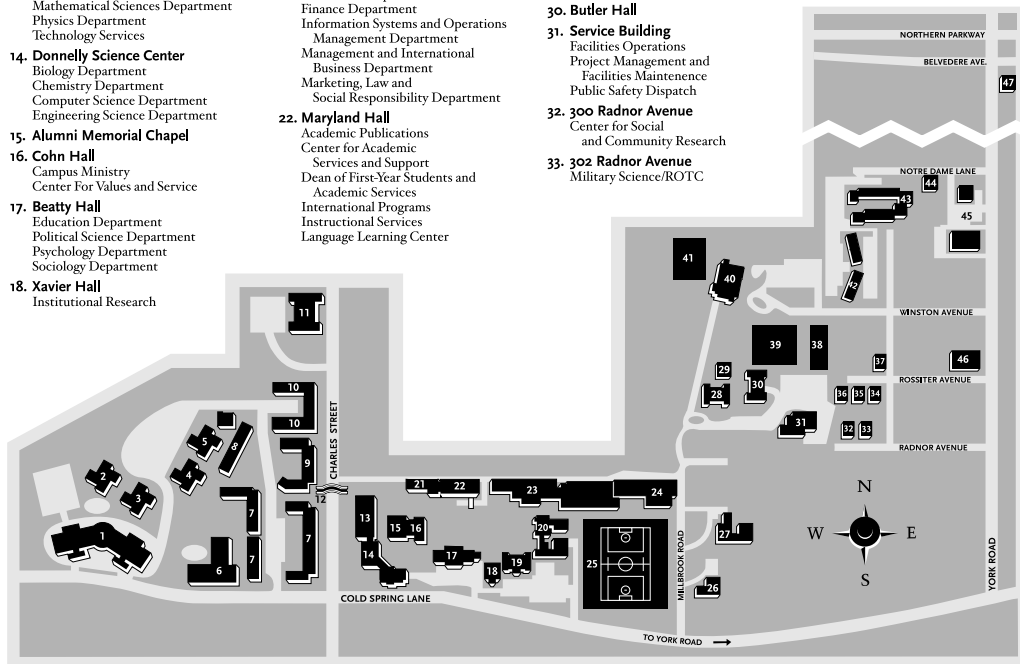 Mathematical Sciences Department
Physics Department
Technology Services
14. Donnelly Science Center
Biology Department
Chemistry Department
Computer Science Department
Engineering Science Department
15. Alumni Memorial Chapel
16. Cohn Hall
Campus Ministry
Center For Values and Service
17. Beatty Hall
Education Department
Political Science Department
Psychology Department
Sociology Department
18. Xavier Hall
Institutional Research
Finance Department
Information Systems and Operations
Management Department
Management and International
Business Department
Marketing, Law and
Social Responsibility Department
22. Maryland Hall
Academic Publications
Center for Academic
Services and Support
Dean of First-Year Students and
Academic Services
International Programs
Instructional Services
Language Learning Center
30. Butler Hall
31. Service Building
Facilities Operations
Project Management and
Facilities Maintenence
Public Safety Dispatch
32. 300 Radnor Avenue
Center for Social
and Community Research
33. 302 Radnor Avenue
Military Science/ROTC
NORTHERN PARKWAY
BELVEDERE AVE.
47
NOTRE DAME LANE
44
43
45
41
40
42
WINSTON AVENUE
11
39
38
46
37
29
ROSSITER AVENUE
10
30
28
36
35
34
10
31
32
33
CHARLES STREET
5
8
RADNOR AVENUE
9
2
4
21
22
23
24
3
12
N
7
13
15
16
20
1
7
W
E
27
14
17
19
25
7
18
6
S
MILLBROOK ROAD
YORK ROAD
26
COLD SPRING LANE
TO YORK ROAD